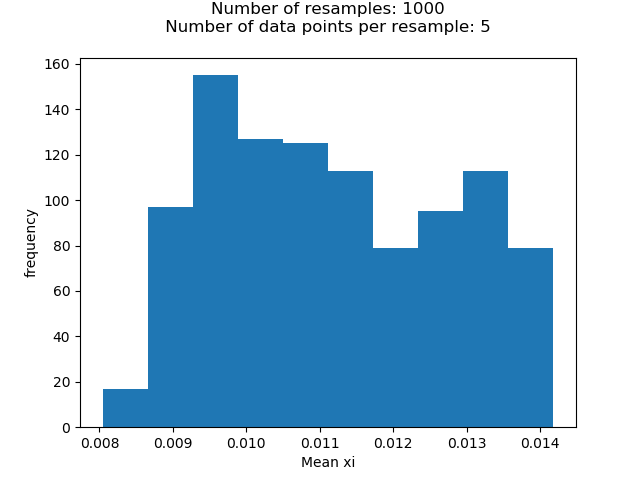 Number of resamples: 1000
Number of data points per resample: 5
160
140
120
100
80
60
40
20
0
frequency
0.008 0.009 0.010 0.011 0.012 0.013 0.014
Mean xi